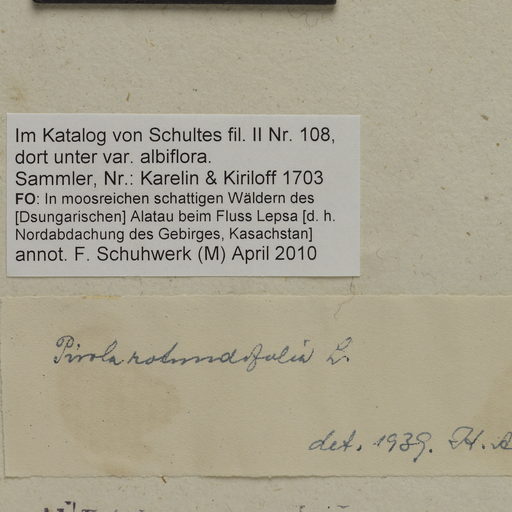 Im Katalog von Schultes fil. II Nr. 108,
dort unter var. albiflora.
Sammler, Nr.: Karelin & Kiriloff 1703
FO: In moosreichen schattigen Wäldern des
[Dsungarischen] Alatau beim Fluss Lepsa [d. h.
Nordabdachung des Gebirges, Kasachstan]
annot. F. Schuhwerk (M) April 2010
Pirola rotundifolia L.
det. 1939. H.